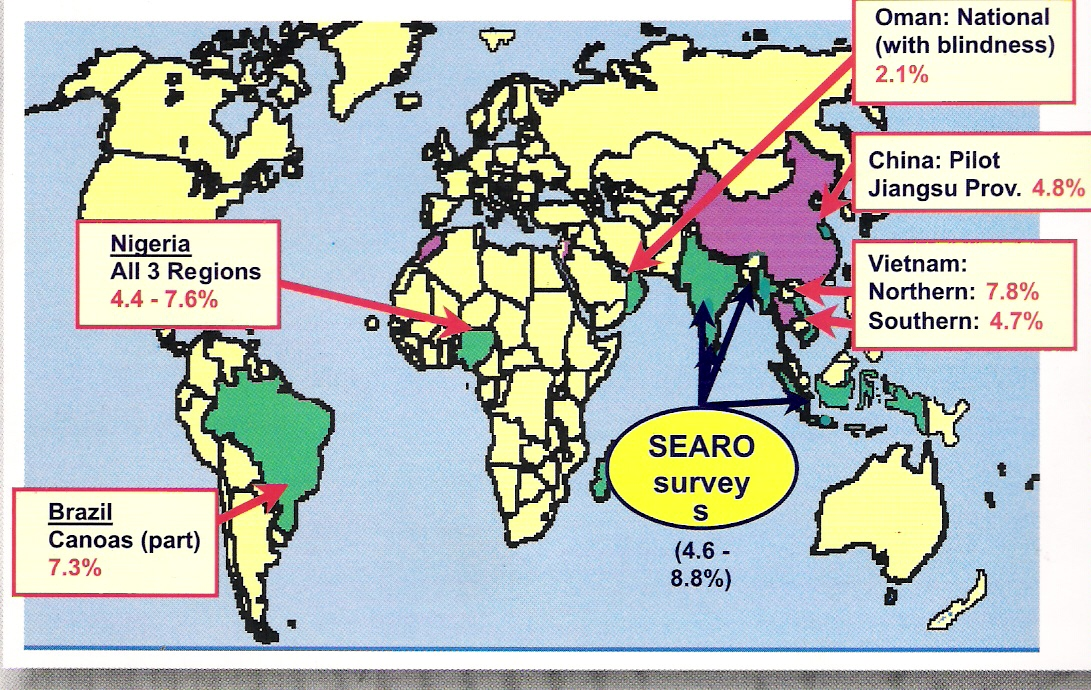 Oman: National
(with blindness)
2.1%
China: Pilot
Jiangsu Prov. 4.8%
Nigeria
All 3 Regions
4.4 - 7.6%
Vietnam:
Northern: 7.8%
Southern: 4.7%
SEARO
survey
s
(4.6 -
8.8%)
Brazil
Canoas (part)
7.3%